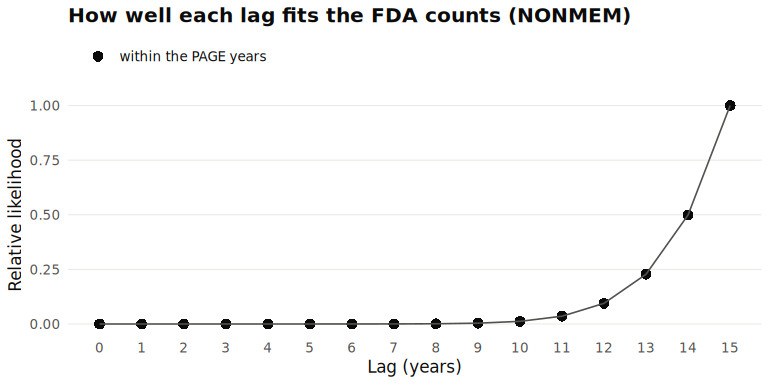 How well each lag fits the FDA counts (NONMEM)
within the PAGE years
Relative likelihood
1.00
0.75
0.50
0.25
0.00
0 1 2 3 4 5 6 7 8 9 10 11 12 13 14 15
Lag (years)